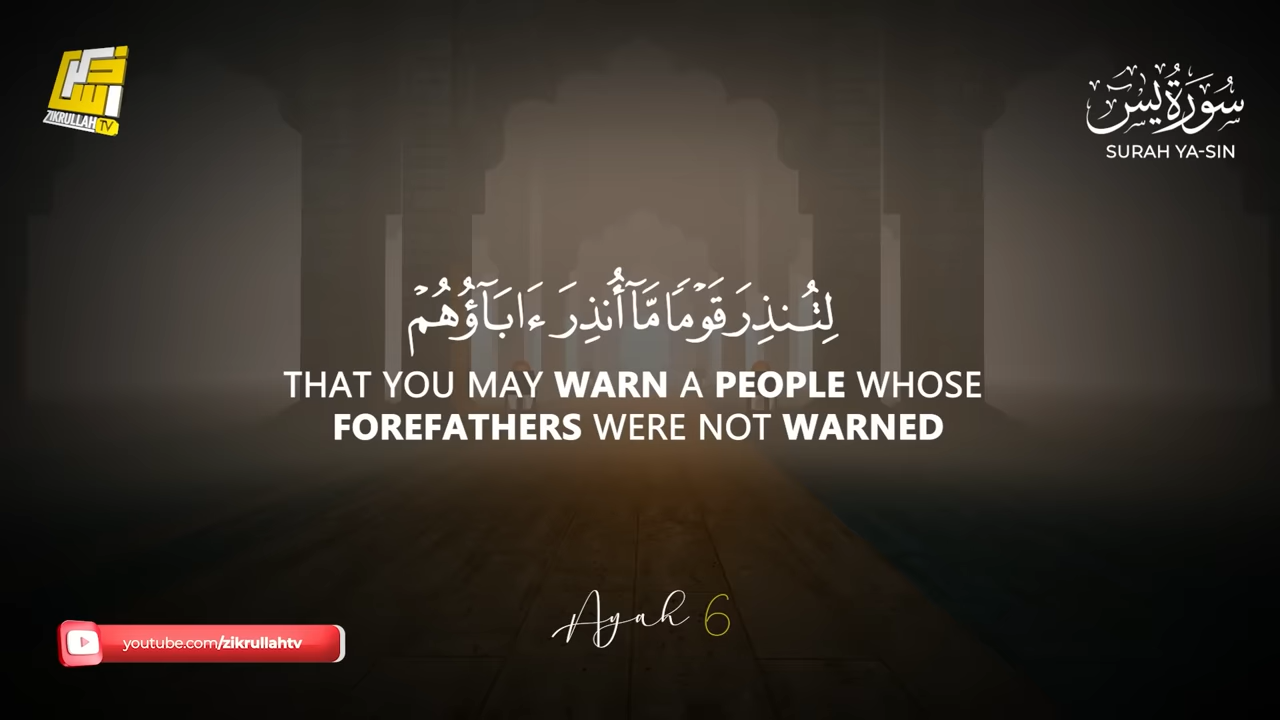 ZIKRULLAH TV
سُورَةُ يس
SURAH YA-SIN
لِتُنذِرَ قَوْمًا مَّآ أُنذِرَ ءَابَآؤُهُمْ
THAT YOU MAY WARN A PEOPLE WHOSE
FOREFATHERS WERE NOT WARNED
Ayah 6
youtube.com/zikrullahtv